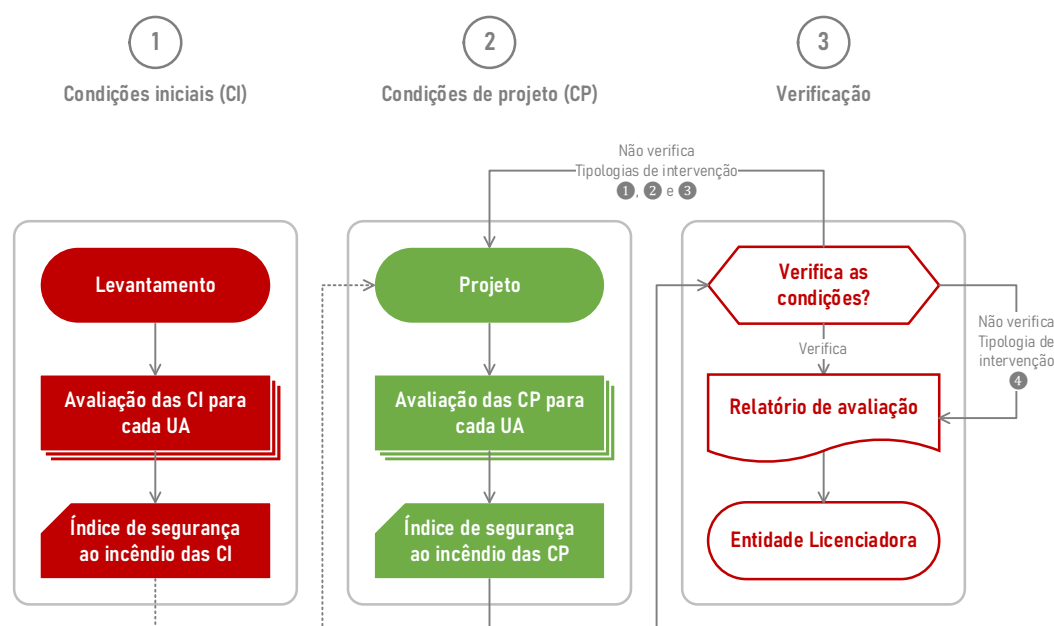 1
Condições iniciais (CI)
2
Condições de projeto (CP)
3
Verificação
Não verifica
Tipologias de intervenção
1, 2 e 3
Levantamento
Avaliação das CI para
cada UA
Índice de segurança
ao incêndio das CI
Projeto
Avaliação das CP para
cada UA
Índice de segurança
ao incêndio das CP
Verifica as
condições?
Verifica
Não verifica
Tipologia de
intervenção
4
Relatório de avaliação
Entidade Licenciadora